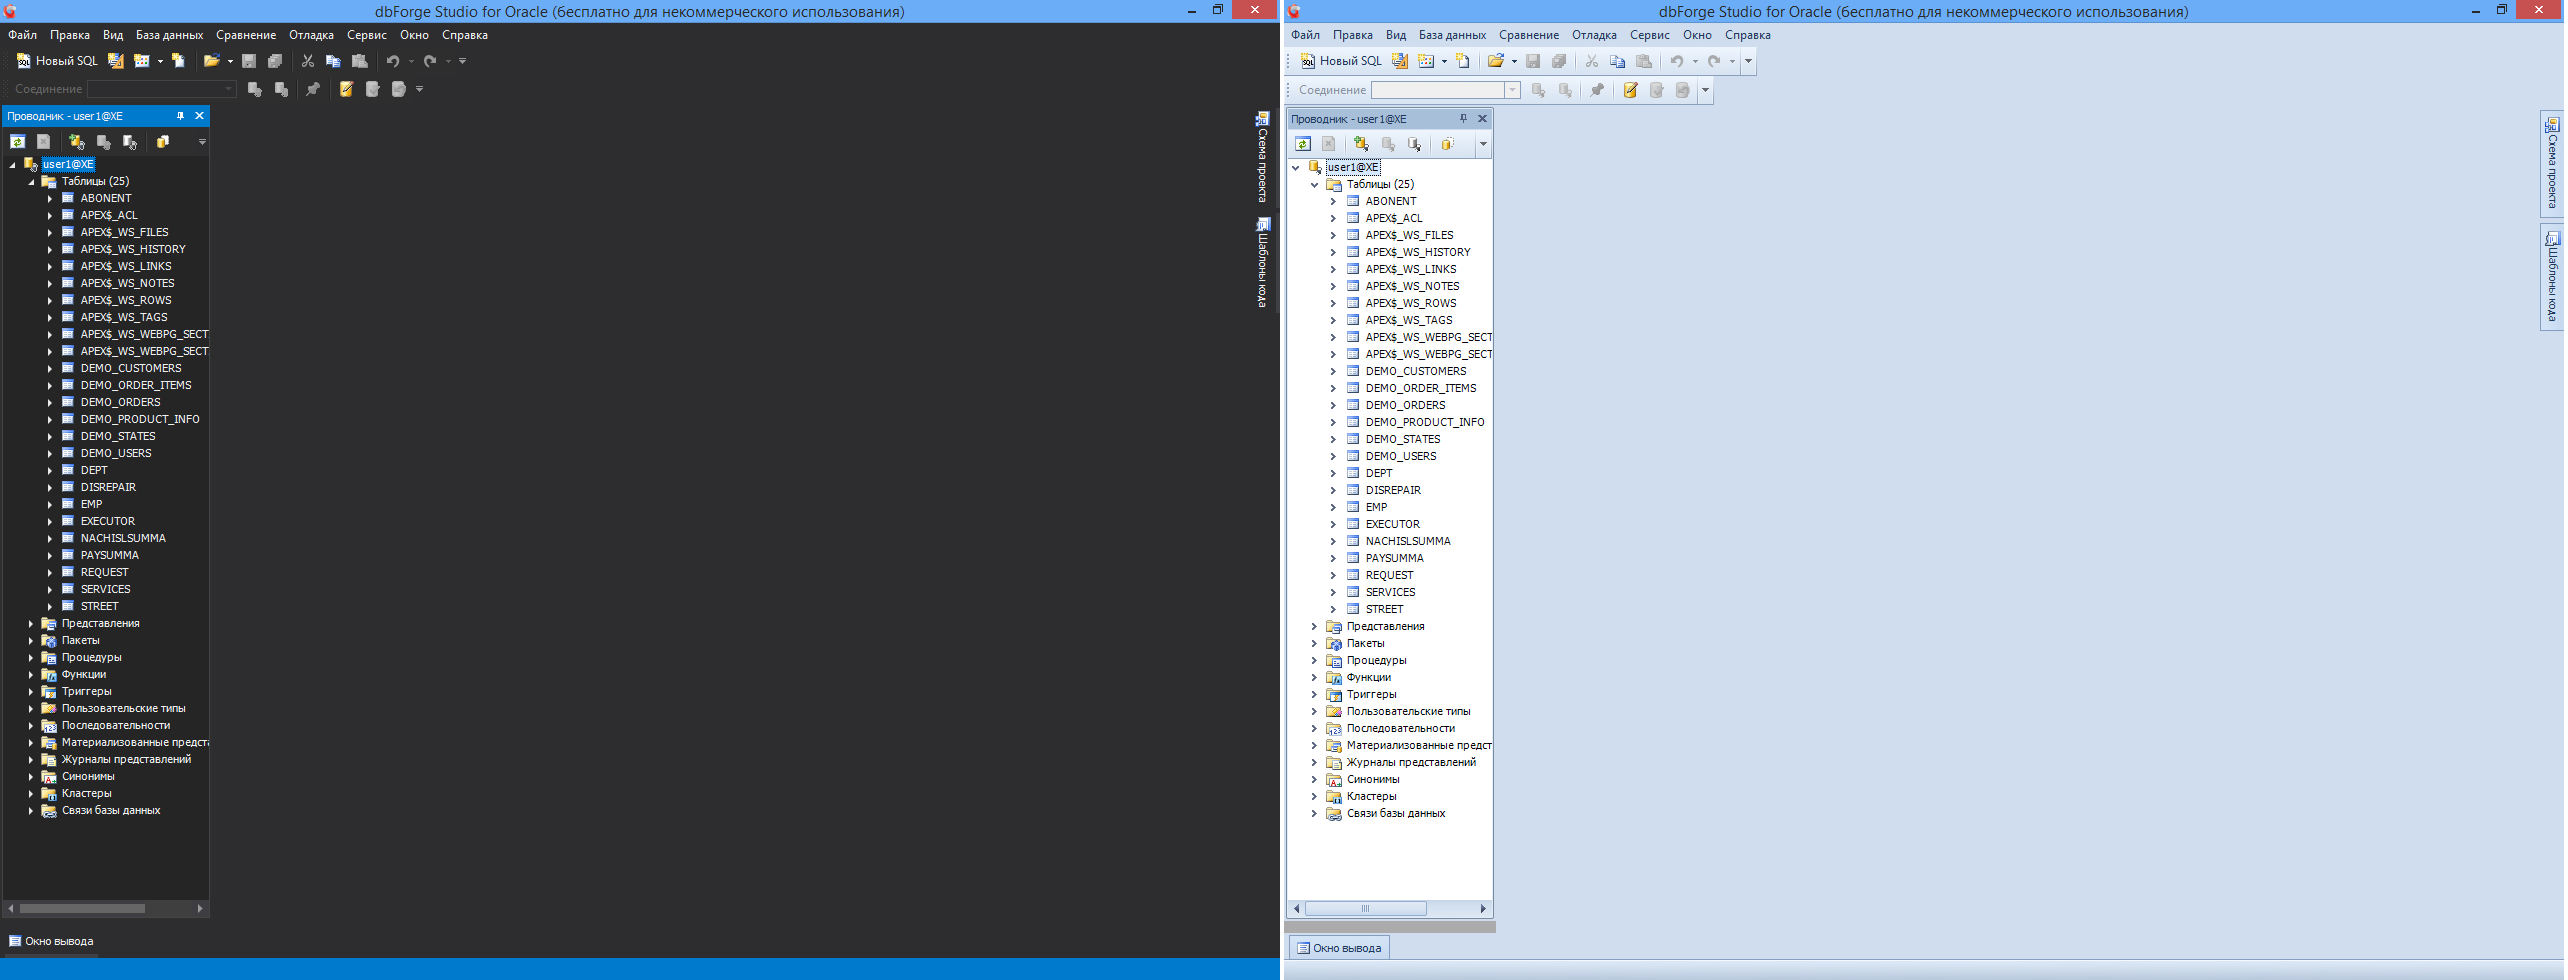 dbForge Studio for Oracle (бесплатно для некоммерческого использования)
Файл Правка Вид База данных Сравнение Отладка Сервис Окно Справка
Новый SQL
Соединение
Проводник - user1@XE
user1@XE
Таблицы (25)
ABONENT
APEX$_ACL
APEX$_WS_FILES
APEX$_WS_HISTORY
APEX$_WS_LINKS
APEX$_WS_NOTES
APEX$_WS_ROWS
APEX$_WS_TAGS
APEX$_WS_WEBPG_SECT
APEX$_WS_WEBPG_SECT
DEMO_CUSTOMERS
DEMO_ORDER_ITEMS
DEMO_ORDERS
DEMO_PRODUCT_INFO
DEMO_STATES
DEMO_USERS
DEPT
DISREPAIR
EMP
EXECUTOR
NACHISLSUMMA
PAYSUMMA
REQUEST
SERVICES
STREET
Представления
Пакеты
Процедуры
Функции
Триггеры
Пользовательские типы
Последовательности
Материализованные предста
Журналы представлений
Синонимы
Кластеры
Связи базы данных
Схема проекта
Шаблоны кода
Окно вывода
dbForge Studio for Oracle (бесплатно для некоммерческого использования)
Файл Правка Вид База данных Сравнение Отладка Сервис Окно Справка
Новый SQL
Соединение
Проводник - user1@XE
user1@XE
Таблицы (25)
ABONENT
APEX$_ACL
APEX$_WS_FILES
APEX$_WS_HISTORY
APEX$_WS_LINKS
APEX$_WS_NOTES
APEX$_WS_ROWS
APEX$_WS_TAGS
APEX$_WS_WEBPG_SECT
APEX$_WS_WEBPG_SECT
DEMO_CUSTOMERS
DEMO_ORDER_ITEMS
DEMO_ORDERS
DEMO_PRODUCT_INFO
DEMO_STATES
DEMO_USERS
DEPT
DISREPAIR
EMP
EXECUTOR
NACHISLSUMMA
PAYSUMMA
REQUEST
SERVICES
STREET
Представления
Пакеты
Процедуры
Функции
Триггеры
Пользовательские типы
Последовательности
Материализованные предст
Журналы представлений
Синонимы
Кластеры
Связи базы данных
Схема проекта
Шаблоны кода
Окно вывода